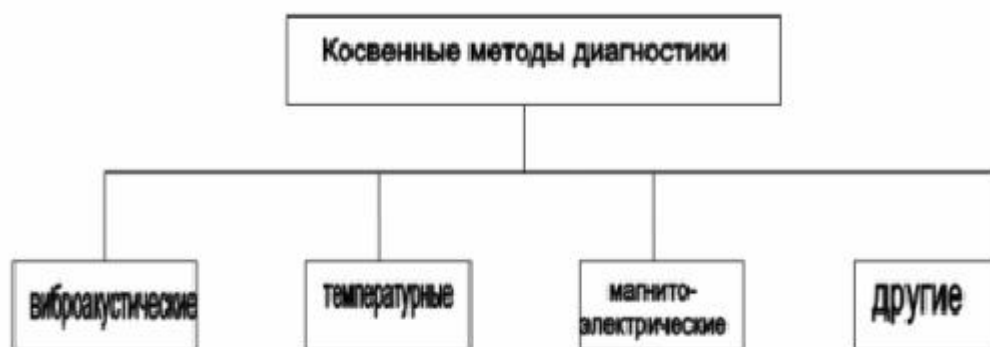 Косвенные методы диагностики
виброакустические
температурные
магнито-
электрические
другие